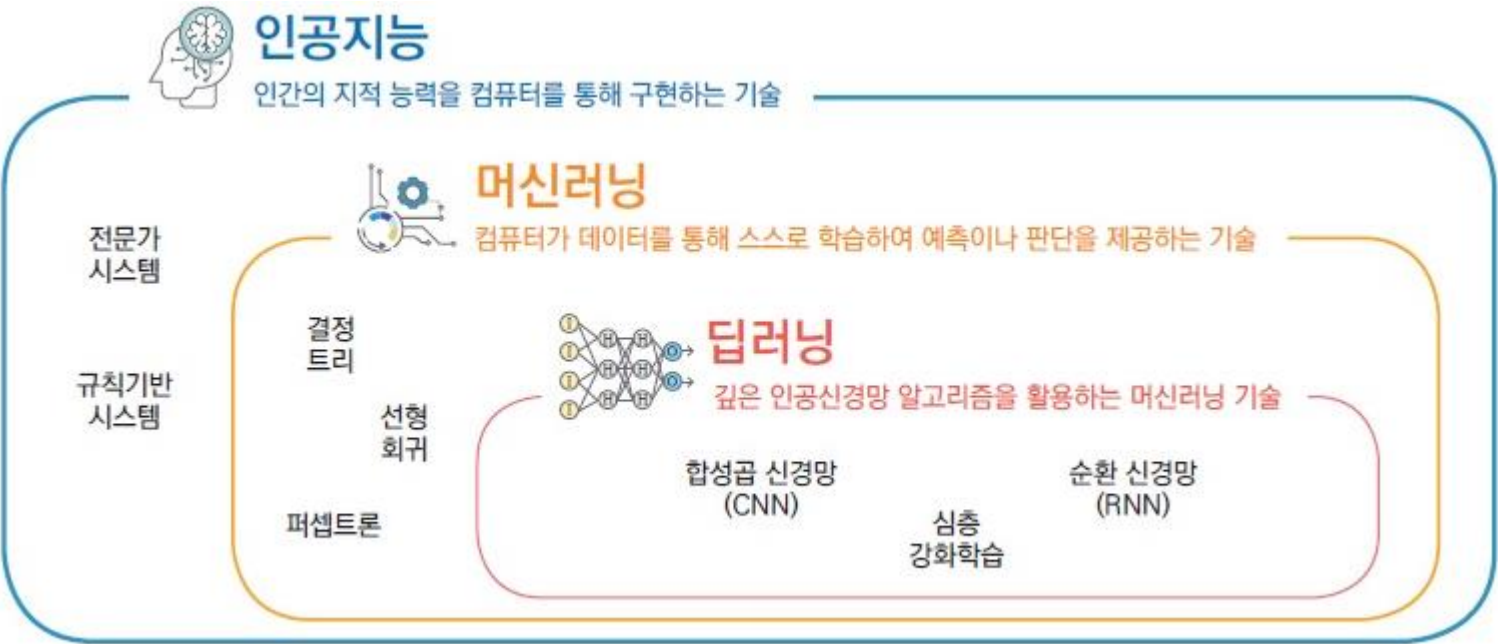 인공지능
인간의 지적 능력을 컴퓨터를 통해 구현하는 기술
머신러닝
컴퓨터가 데이터를 통해 스스로 학습하여 예측이나 판단을 제공하는 기술
전문가
시스템
규칙기반
시스템
결정
트리
선형
회귀
퍼셉트론
I
I
I
I
H
H
H
H
H
H
O
O
딥러닝
깊은 인공신경망 알고리즘을 활용하는 머신러닝 기술
합성곱 신경망
(CNN)
심층
강화학습
순환 신경망
(RNN)